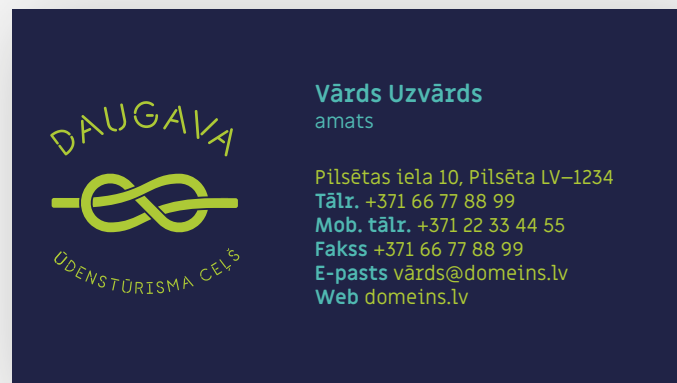 DAUGAVA
ŪDENSTŪRISMA CEĻŠ
Vārds Uzvārds
amats
Pilsētas iela 10, Pilsēta LV–1234
Tālr. +371 66 77 88 99
Mob. tālr. +371 22 33 44 55
Fakss +371 66 77 88 99
E-pasts vārds@domeins.lv
Web domeins.lv